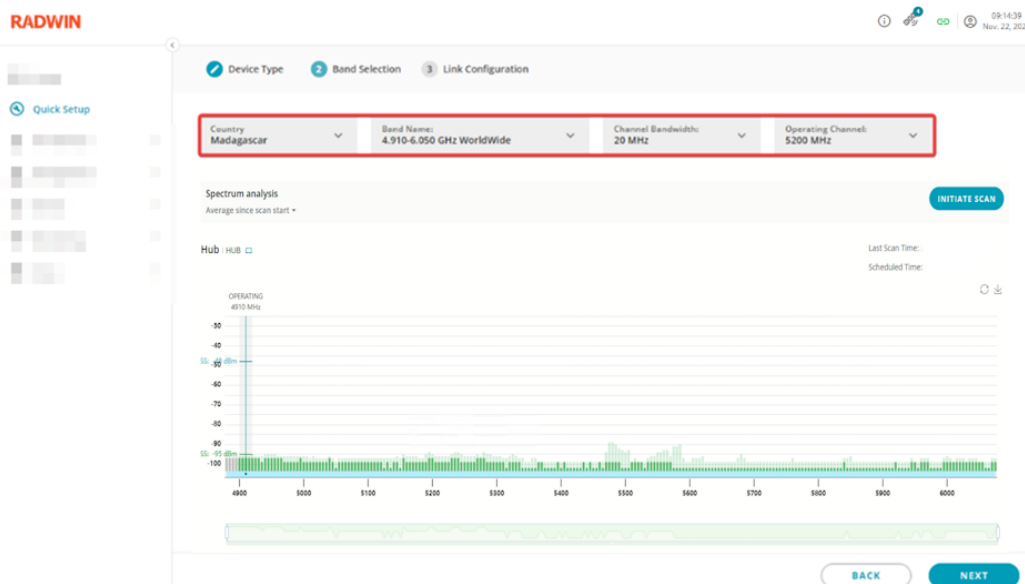 RADWIN
4
09:14:39
Nov. 22, 202
Device Type
2 Band Selection
3 Link Configuration
Quick Setup
Country
Madagascar
Band Name:
4.910-6.050 GHz WorldWide
Channel Bandwidth:
20 MHz
Operating Channel:
5200 MHz
Spectrum analysis
Average since scan start
INITIATE SCAN
Hub : HUB
Last Scan Time:
Scheduled Time:
OPERATING
4910 MHz
-30
-40
SS: -48 dBm
-50
-60
-70
-80
-90
SS: -95 dBm
-100
4900 5000 5100 5200 5300 5400 5500 5600 5700 5800 5900 6000
BACK
NEXT